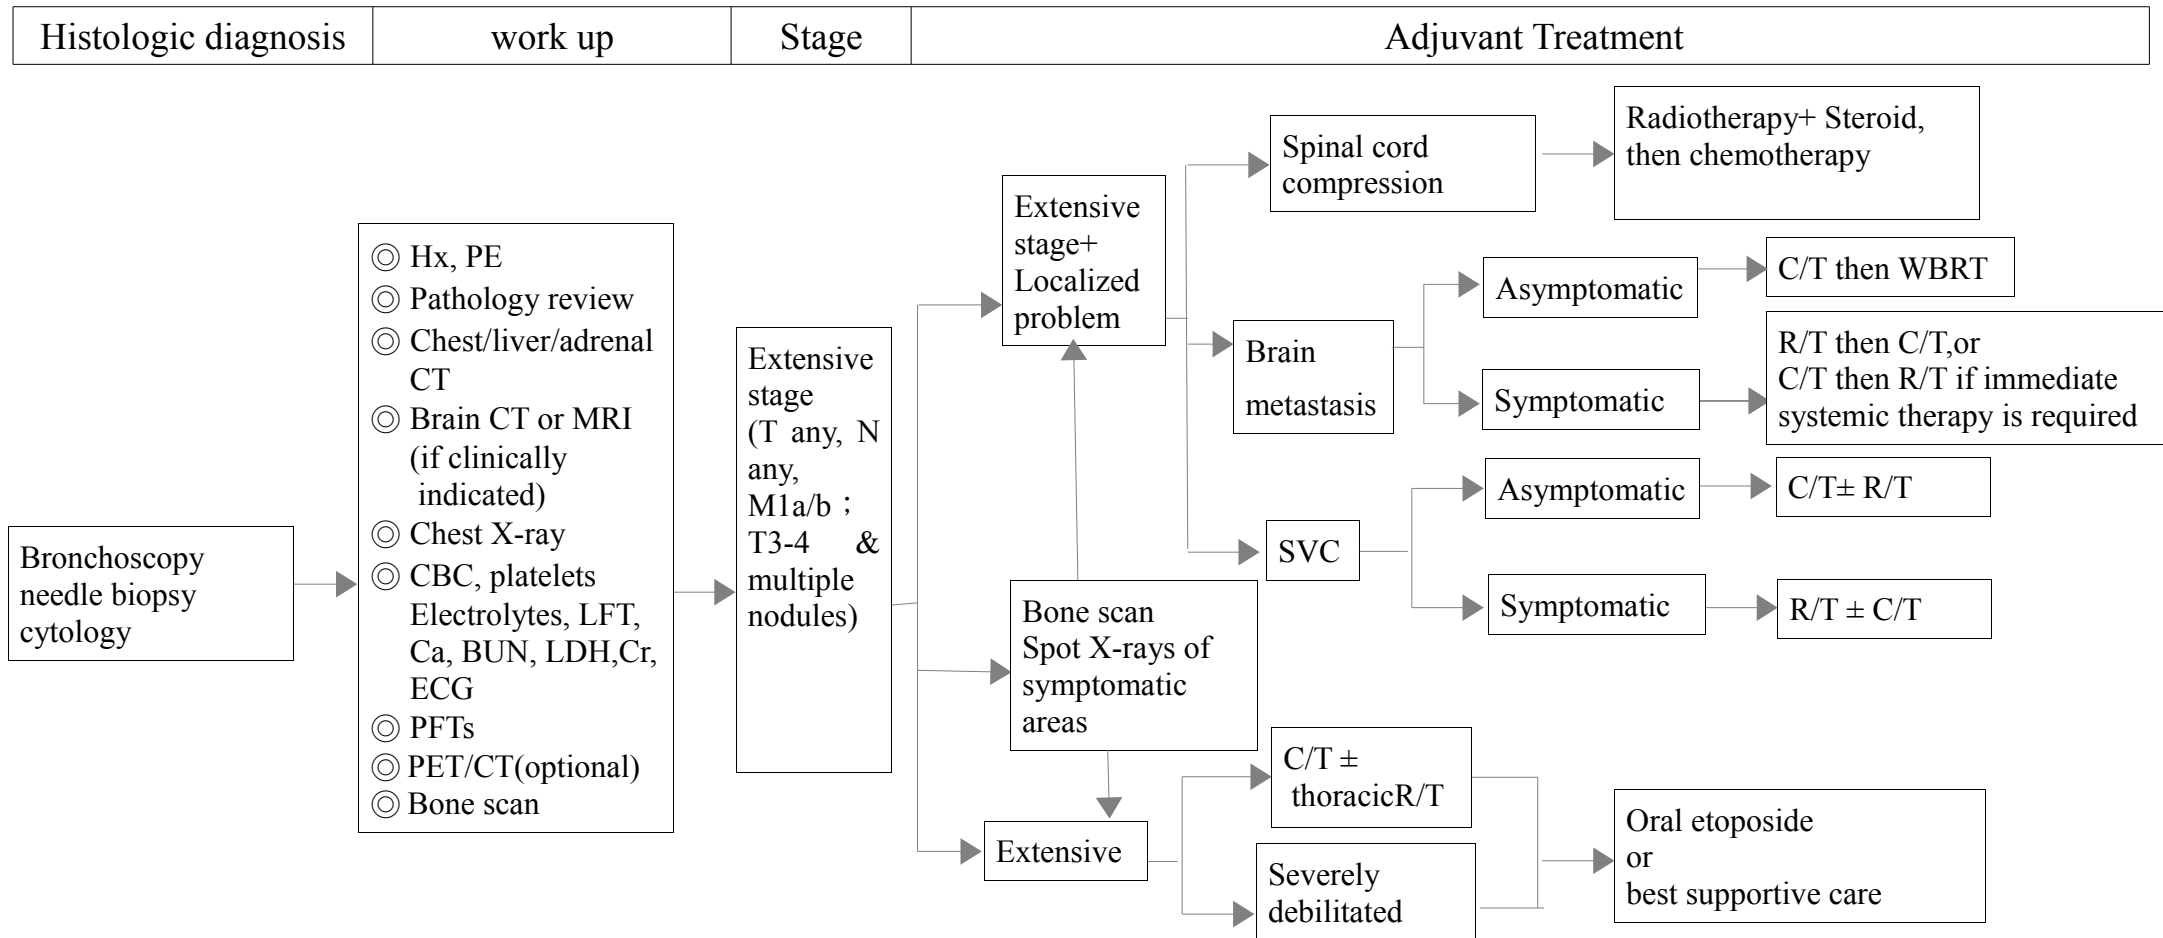 Histologic diagnosis
work up
Stage
Adjuvant Treatment
Bronchoscopy
needle biopsy
cytology
◎ Hx, PE
◎ Pathology review
◎ Chest/liver/adrenal
CT
◎ Brain CT or MRI
(if clinically
indicated)
◎ Chest X-ray
◎ CBC, platelets
Electrolytes, LFT,
Ca, BUN, LDH,Cr,
ECG
◎ PFTs
◎ PET/CT(optional)
◎ Bone scan
Extensive
stage
(T any, N
any,
M1a/b；
T3-4 &
multiple
nodules)
Extensive
stage+
Localized
problem
Bone scan
Spot X-rays of
symptomatic
areas
Extensive
Spinal cord
compression
Radiotherapy+ Steroid,
then chemotherapy
Brain
metastasis
Asymptomatic
C/T then WBRT
Symptomatic
R/T then C/T,or
C/T then R/T if immediate
systemic therapy is required
SVC
Asymptomatic
C/T± R/T
Symptomatic
R/T ± C/T
C/T ±
thoracicR/T
Severely
debilitated
Oral etoposide
or
best supportive care